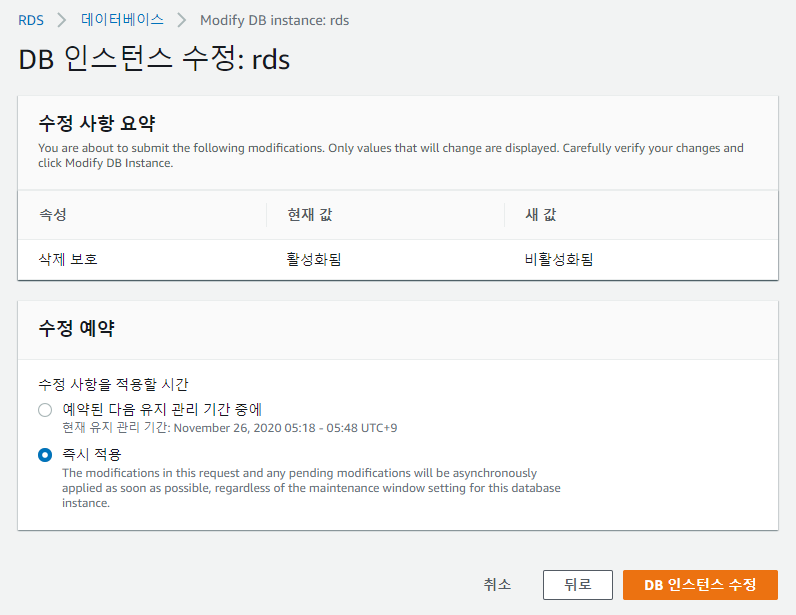 RDS > 데이터베이스 > Modify DB instance: rds
DB 인스턴스 수정: rds
수정 사항 요약
You are about to submit the following modifications. Only values that will change are displayed. Carefully verify your changes and
click Modify DB Instance.
속성 현재 값 새 값
삭제 보호 활성화됨 비활성화됨
수정 예약
수정 사항을 적용할 시간
예약된 다음 유지 관리 기간 중에
현재 유지 관리 기간: November 26, 2020 05:18 - 05:48 UTC+9
즉시 적용
The modifications in this request and any pending modifications will be asynchronously
applied as soon as possible, regardless of the maintenance window setting for this database
instance.
취소 뒤로 DB 인스턴스 수정